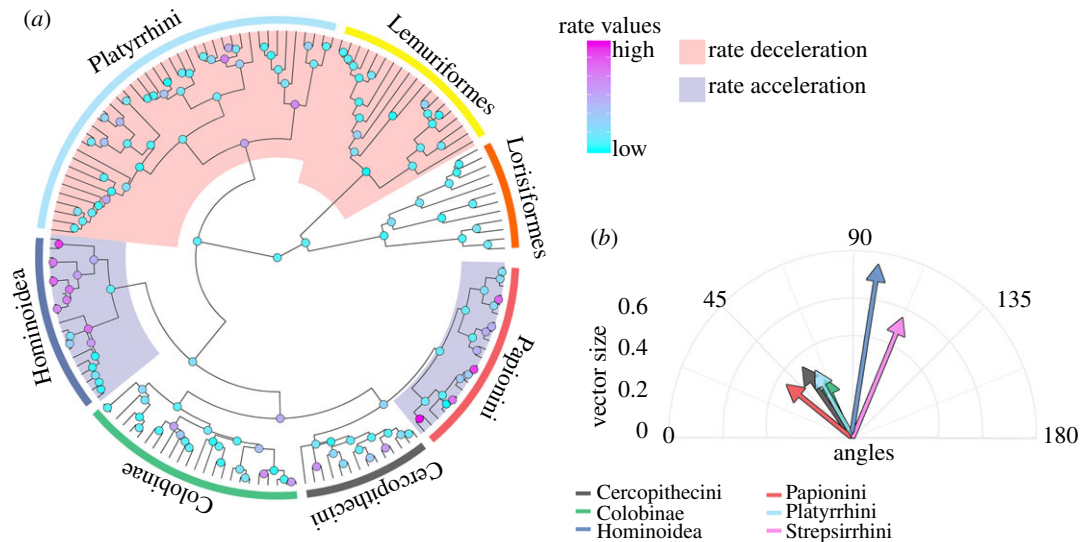 (a)
Platyrrhini
Lemuriformes
Lorisiformes
Papionini
Cercopithecini
Colobinae
Hominoidea
rate values
high
low
rate deceleration
rate acceleration
(b)
90
45
135
0.6
0.4
0.2
0
vector size
0
180
angles
Cercopithecini
Colobinae
Hominoidea
Papionini
Platyrrhini
Strepsirrhini